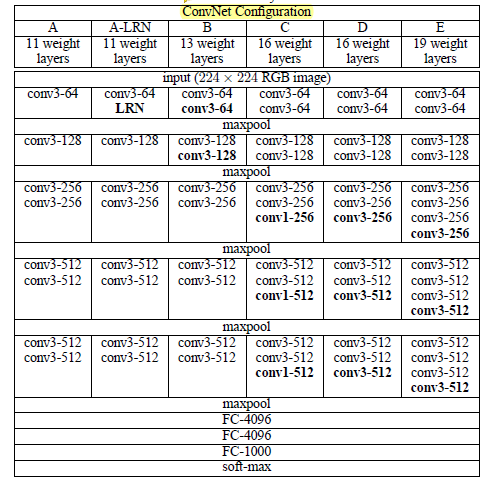 ConvNet Configuration
A A-LRN B C D E
11 weight 11 weight 13 weight 16 weight 16 weight 19 weight
layers layers layers layers layers layers
input (224 × 224 RGB image)
conv3-64 conv3-64 conv3-64 conv3-64 conv3-64 conv3-64
LRN conv3-64 conv3-64 conv3-64 conv3-64
maxpool
conv3-128 conv3-128 conv3-128 conv3-128 conv3-128 conv3-128
conv3-128 conv3-128 conv3-128 conv3-128
maxpool
conv3-256 conv3-256 conv3-256 conv3-256 conv3-256 conv3-256
conv3-256 conv3-256 conv3-256 conv3-256 conv3-256 conv3-256
conv1-256 conv3-256 conv3-256
conv3-256
maxpool
conv3-512 conv3-512 conv3-512 conv3-512 conv3-512 conv3-512
conv3-512 conv3-512 conv3-512 conv3-512 conv3-512 conv3-512
conv1-512 conv3-512 conv3-512
conv3-512
maxpool
conv3-512 conv3-512 conv3-512 conv3-512 conv3-512 conv3-512
conv3-512 conv3-512 conv3-512 conv3-512 conv3-512 conv3-512
conv1-512 conv3-512 conv3-512
conv3-512
maxpool
FC-4096
FC-4096
FC-1000
soft-max